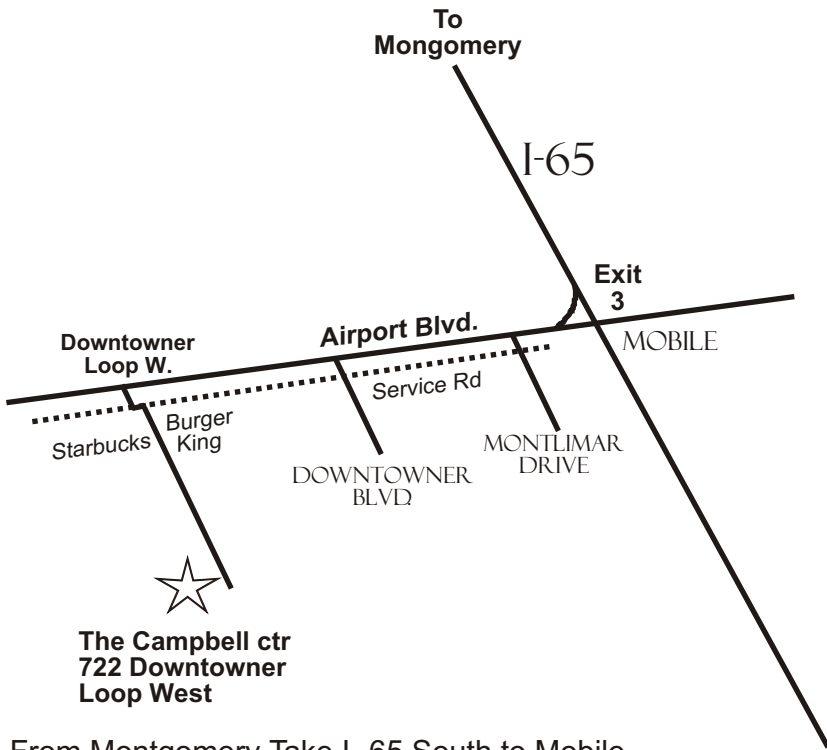 To
Mongomery
I-65
Exit
3
Airport Blvd.
MOBILE
Downtowner
Loop W.
Service Rd
Starbucks
Burger
King
MONTLIMAR
DRIVE
DOWNTOWNER
BLVD.
The Campbell ctr
722 Downtowner
Loop West
From Montgomery Take I-65 South to Mobile